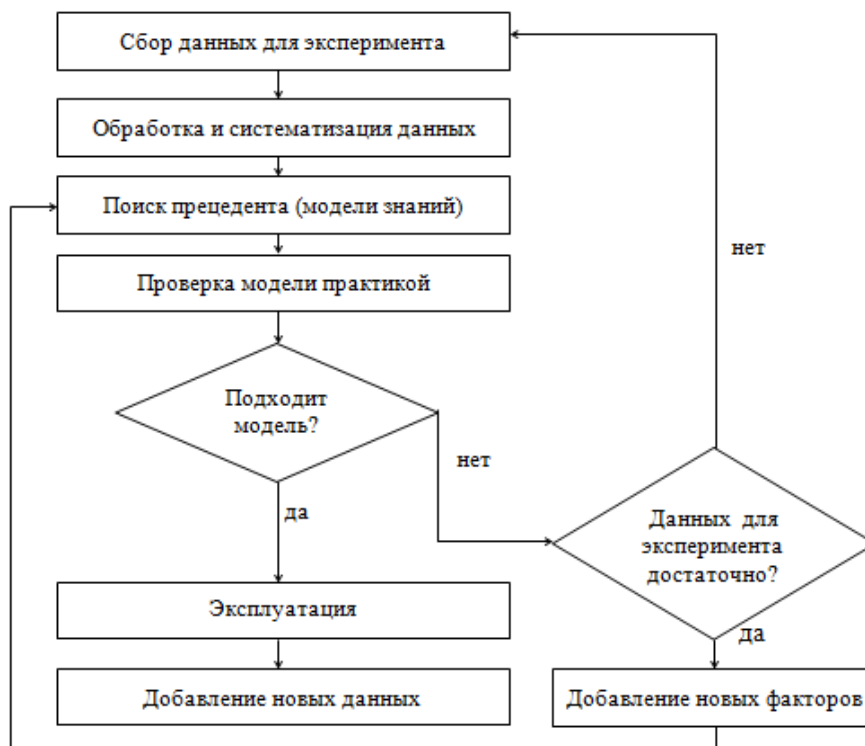 Сбор данных для эксперимента
Обработка и систематизация данных
Поиск прецедента (модели знаний)
нет
Проверка модели практикой
Подходит
модель?
нет
да
Данных для
эксперимента
достаточно?
Эксплуатация
да
Добавление новых данных
Добавление новых факторов